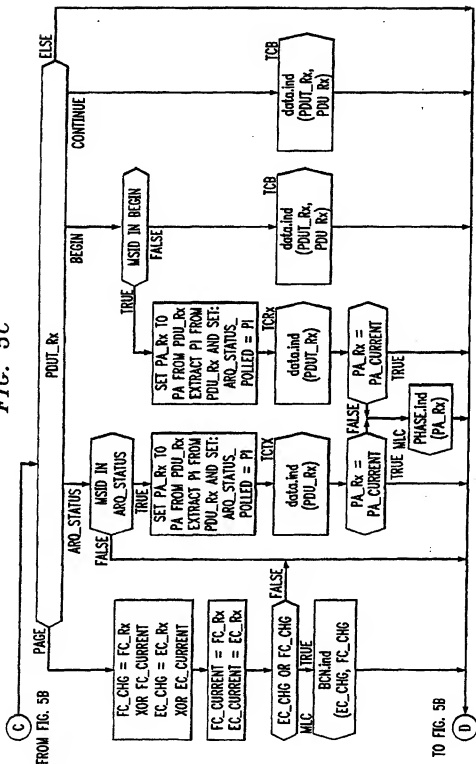 FIG. 5C
C
FROM FIG. 5B
PDUT_Rx
PAGE
ARQ_STATUS
BEGIN
CONTINUE
ELSE
FC_CHG = FC_Rx
XOR FC_CURRENT
EC_CHG = EC_Rx
XOR EC_CURRENT
FC_CURRENT = FC_Rx
EC_CURRENT = EC_Rx
EC_CHG OR FC_CHG
FALSE
MLC
TRUE
BCN.ind
(EC_CHG, FC_CHG)
MSID IN
ARQ_STATUS
FALSE
TRUE
SET PA_Rx TO
PA FROM PDU_Rx
EXTRACT PI FROM
PDU_Rx AND SET:
ARQ_STATUS_
POLLED = PI
TCTX
data.ind
(PDU_Rx)
PA_Rx =
PA_CURRENT
TRUE
FALSE
MLC
PHASE.ind
(PA_Rx)
MSID IN BEGIN
TRUE
FALSE
SET PA_Rx TO
PA FROM PDU_Rx
EXTRACT PI FROM
PDU_Rx AND SET:
ARQ_STATUS_
POLLED = PI
TCRx
data.ind
(PDUT_Rx)
PA_Rx =
PA_CURRENT
TRUE
TCB
data.ind
(PDUT_Rx,
PDU Rx)
TCB
data.ind
(PDUT_Rx,
PDU_Rx)
TO FIG. 5B
D